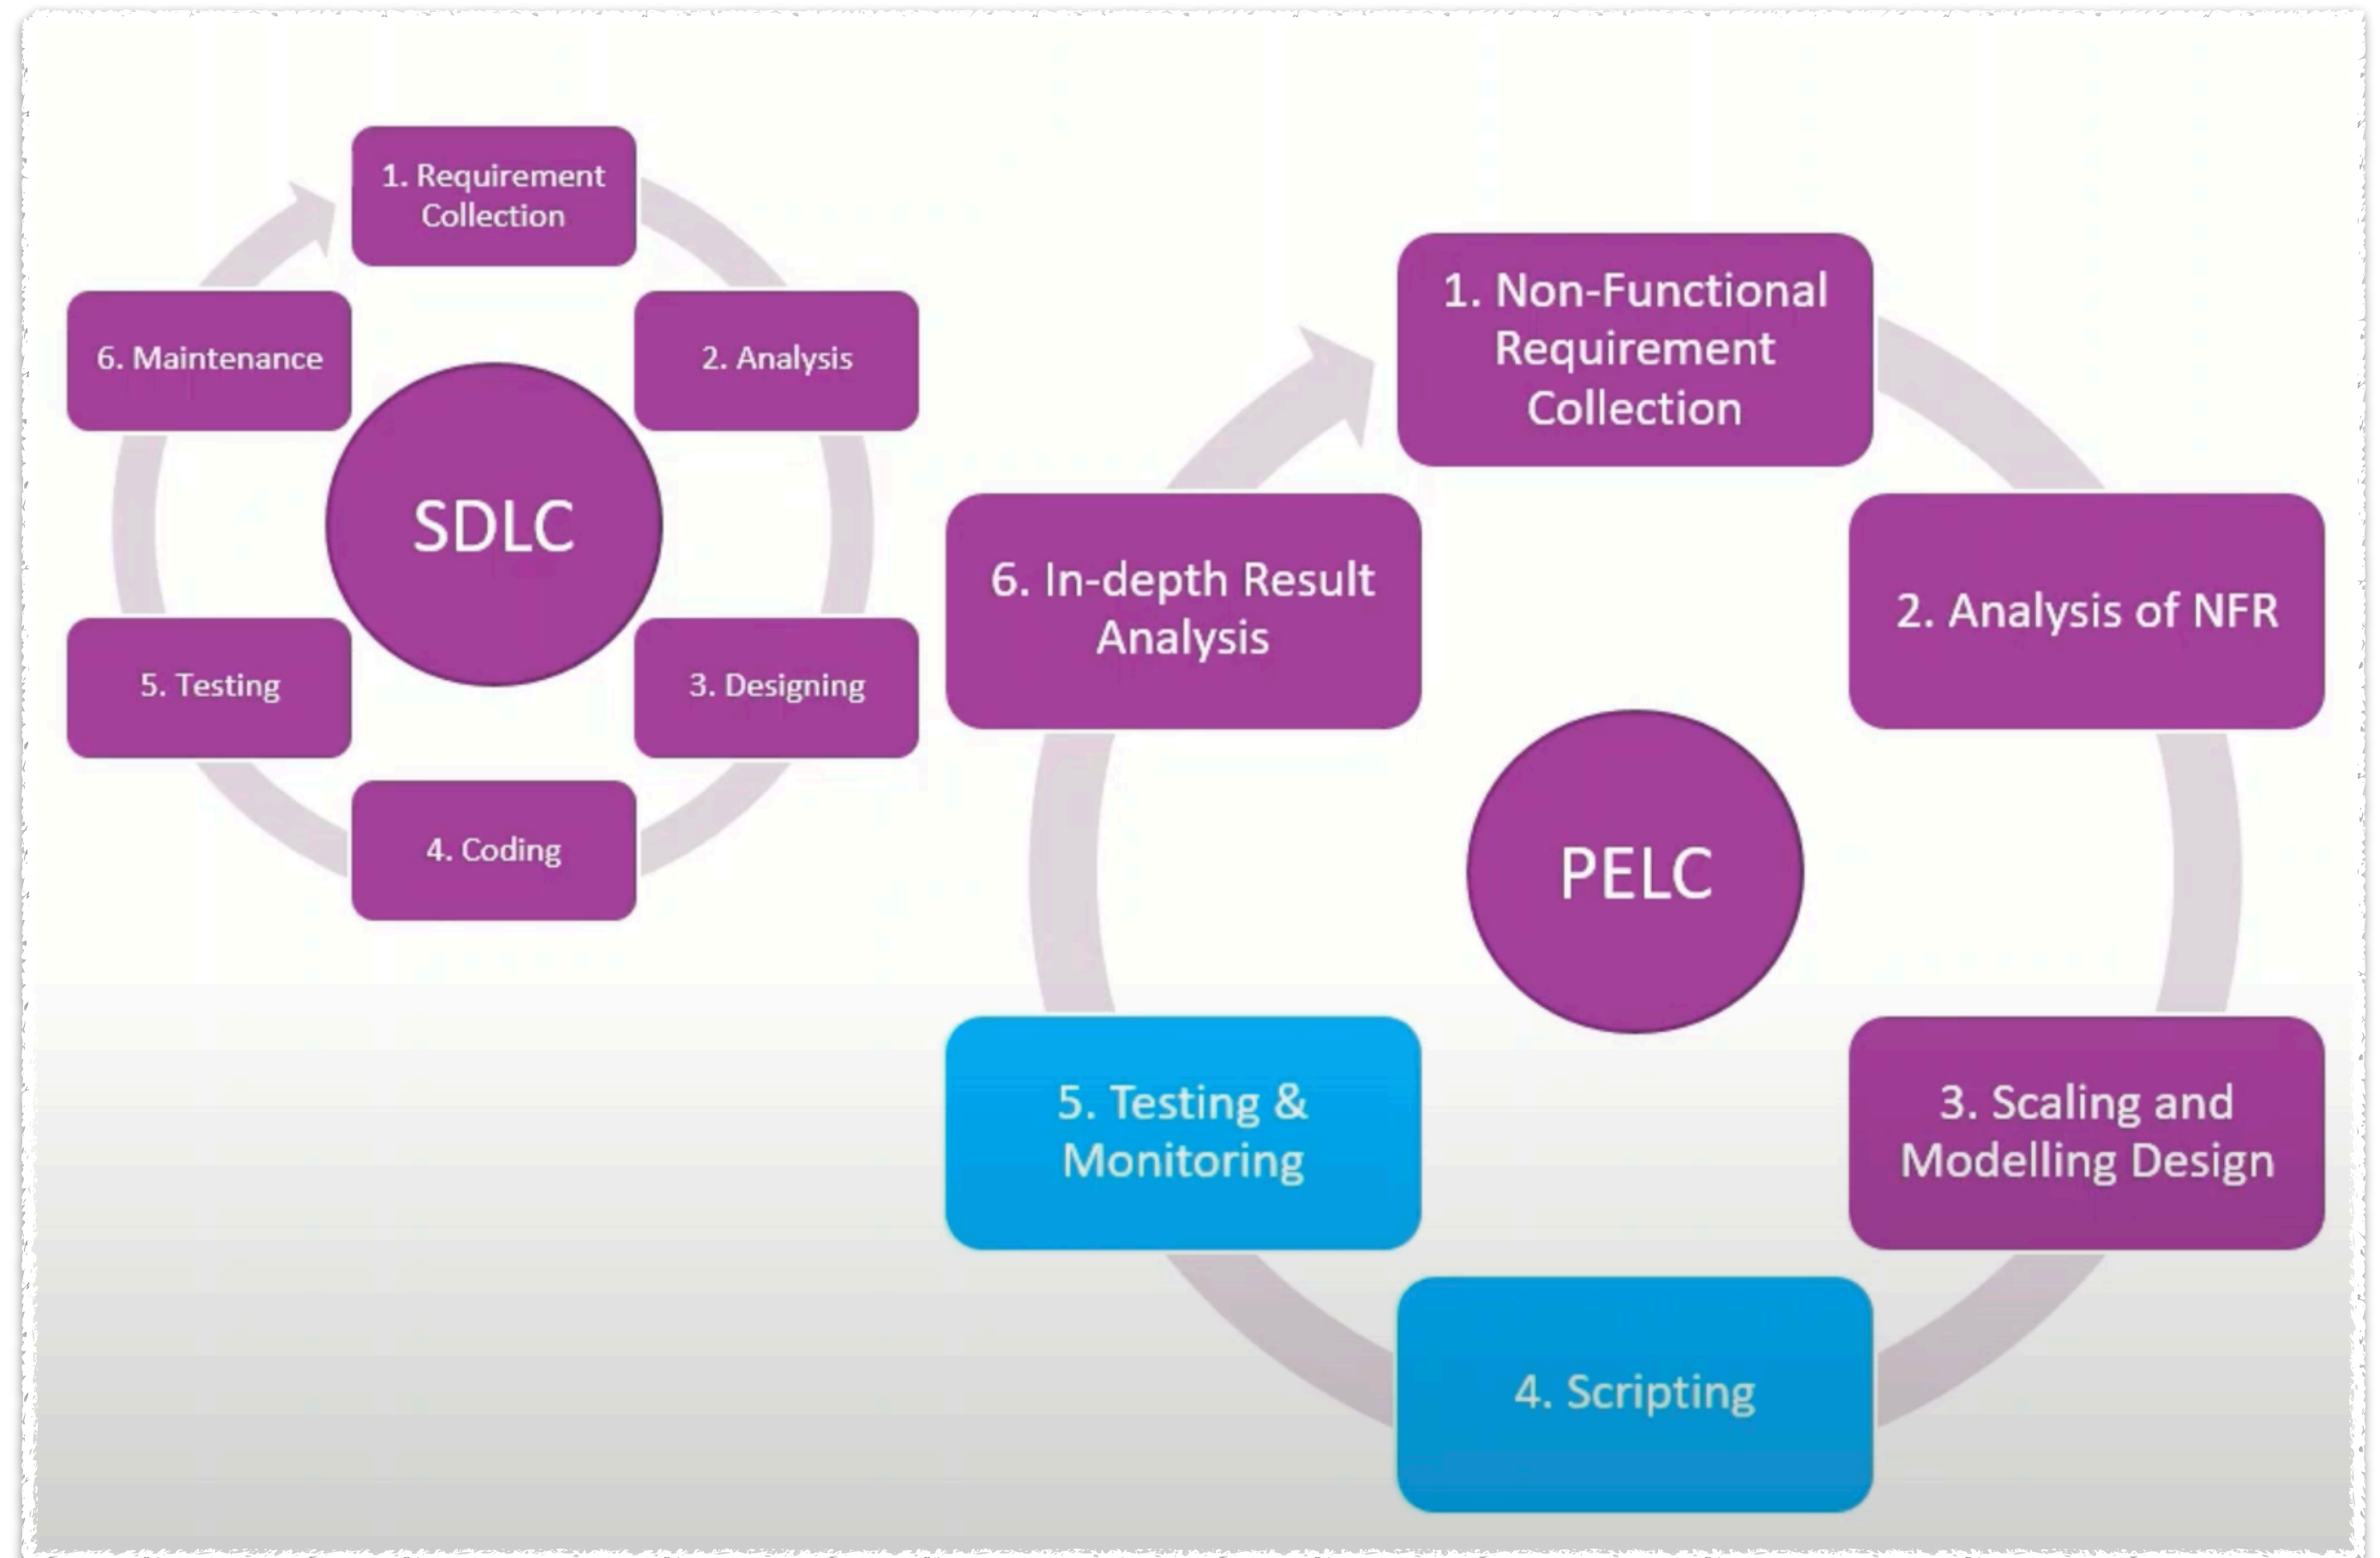 1. Requirement
Collection
2. Analysis
3. Designing
4. Coding
5. Testing
6. Maintenance
SDLC
1. Non-Functional
Requirement
Collection
2. Analysis of NFR
3. Scaling and
Modelling Design
4. Scripting
5. Testing &
Monitoring
6. In-depth Result
Analysis
PELC